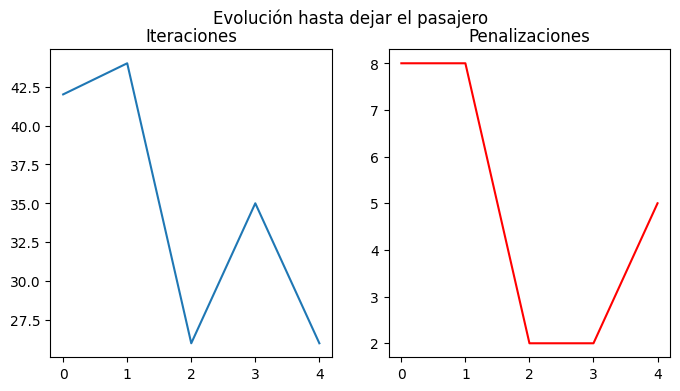 Evolución hasta dejar el pasajero
Iteraciones
42.5
40.0
37.5
35.0
32.5
30.0
27.5
0 1 2 3 4
Penalizaciones
8
7
6
5
4
3
2
0 1 2 3 4